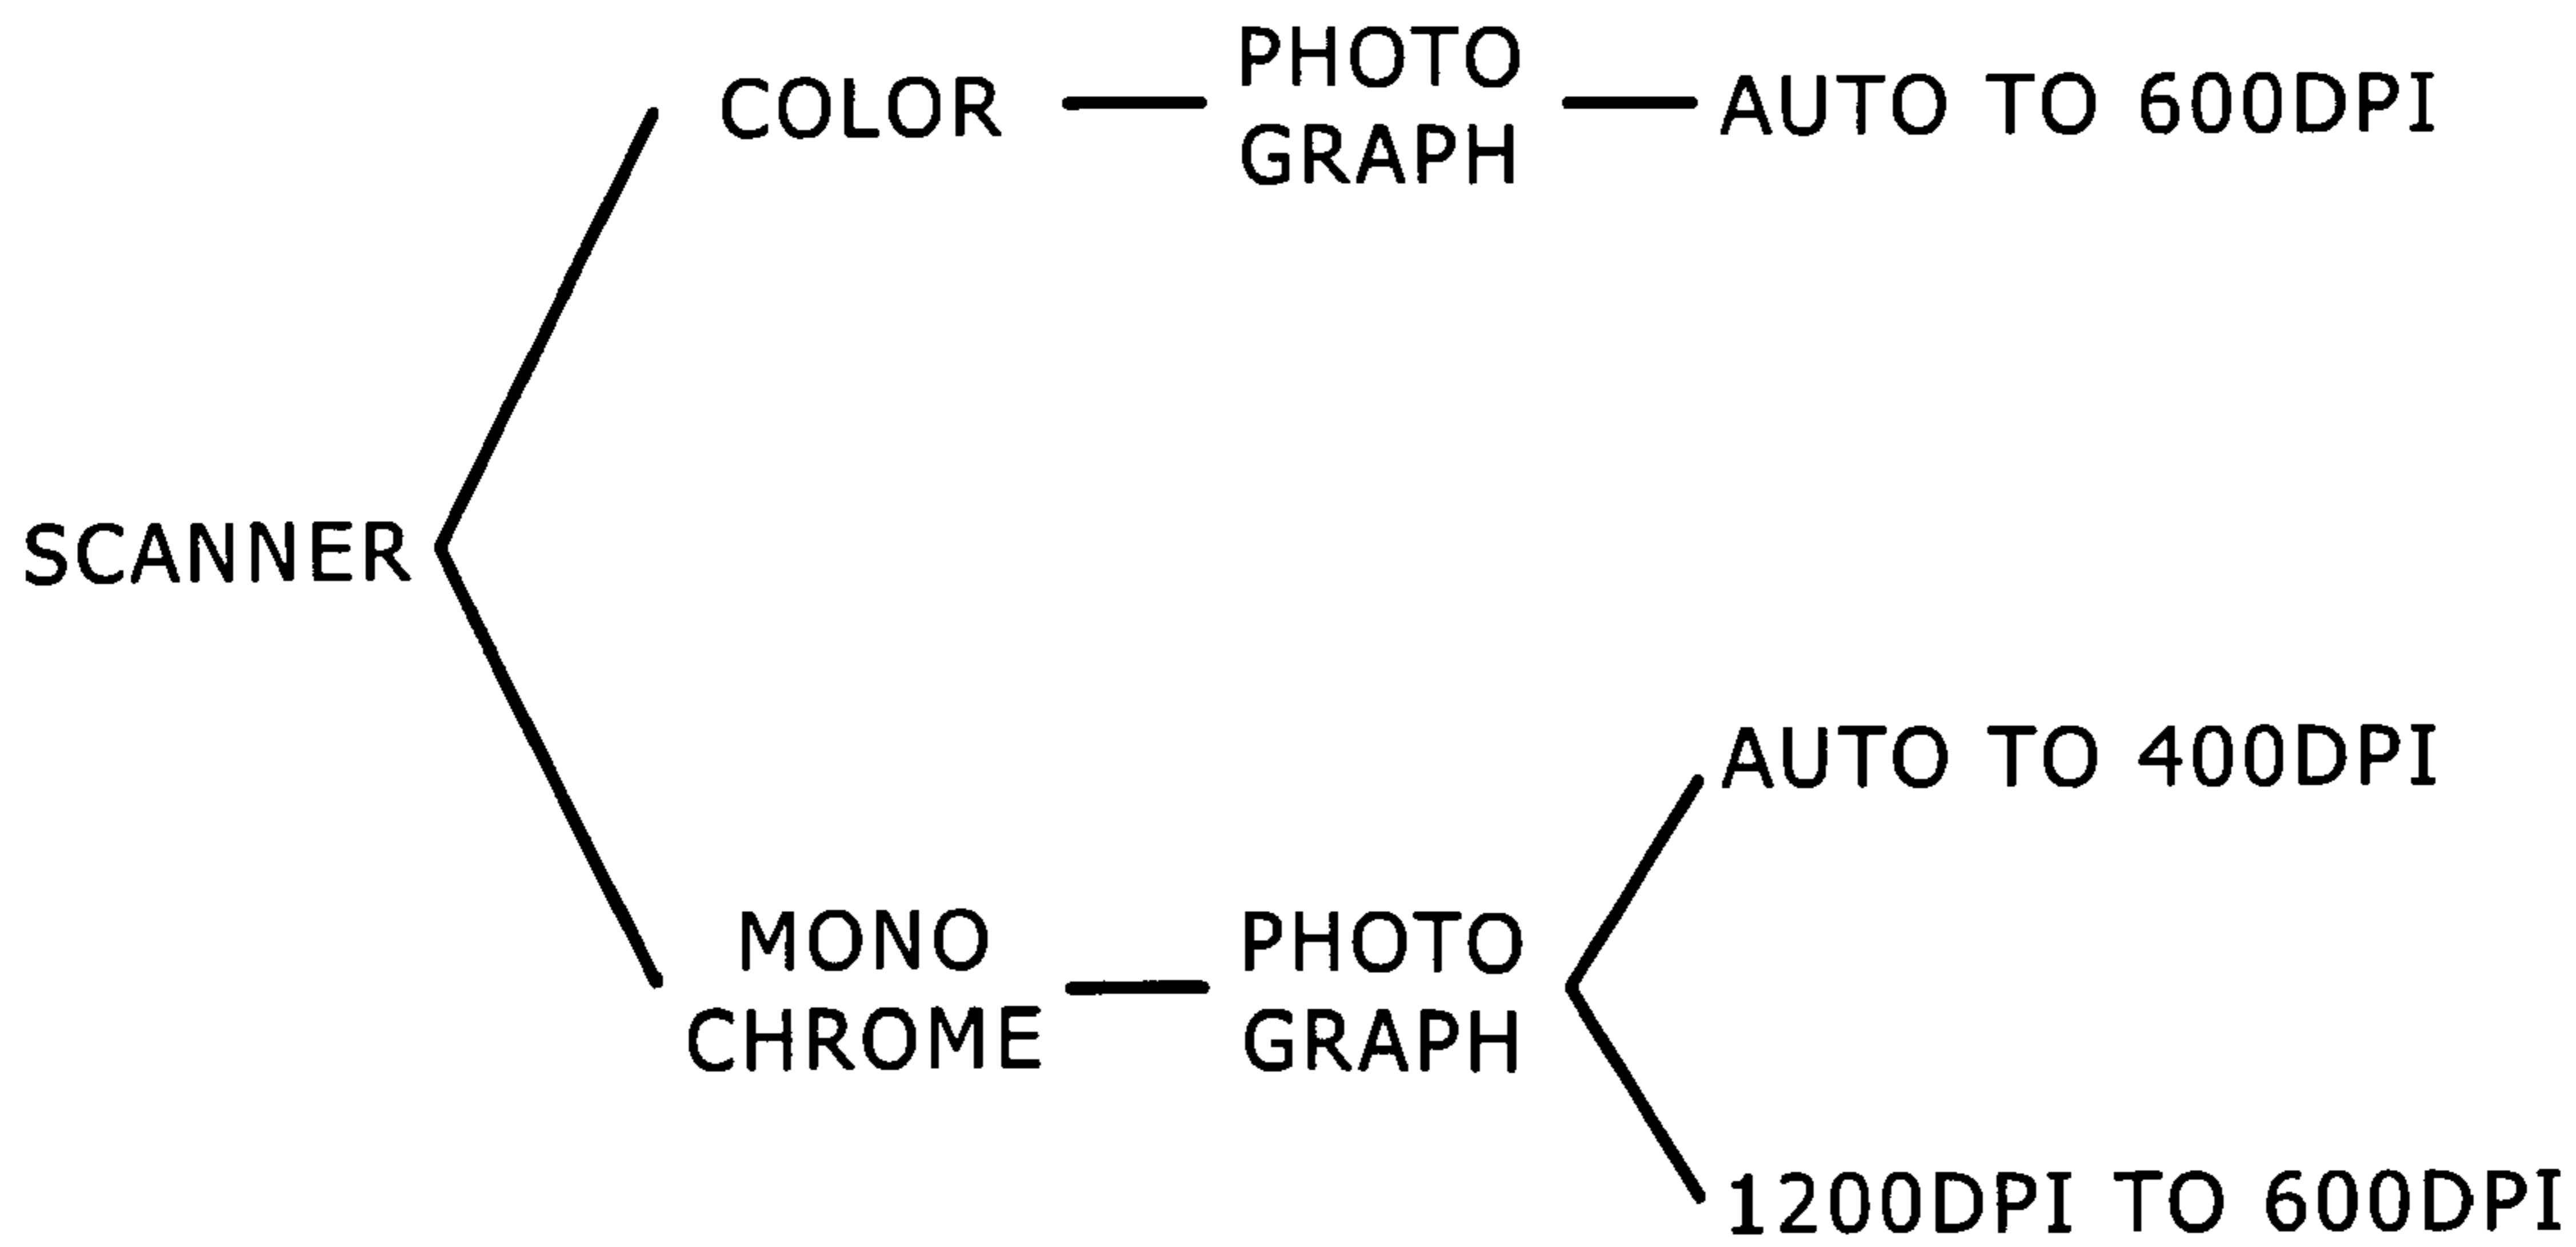 PHOTO
COLOR
GRAPH
AUTO TO 600DPI
SCANNER
AUTO TO 400DPI
MONO
CHROME
PHOTO
GRAPH
1200DPI TO 600DPI